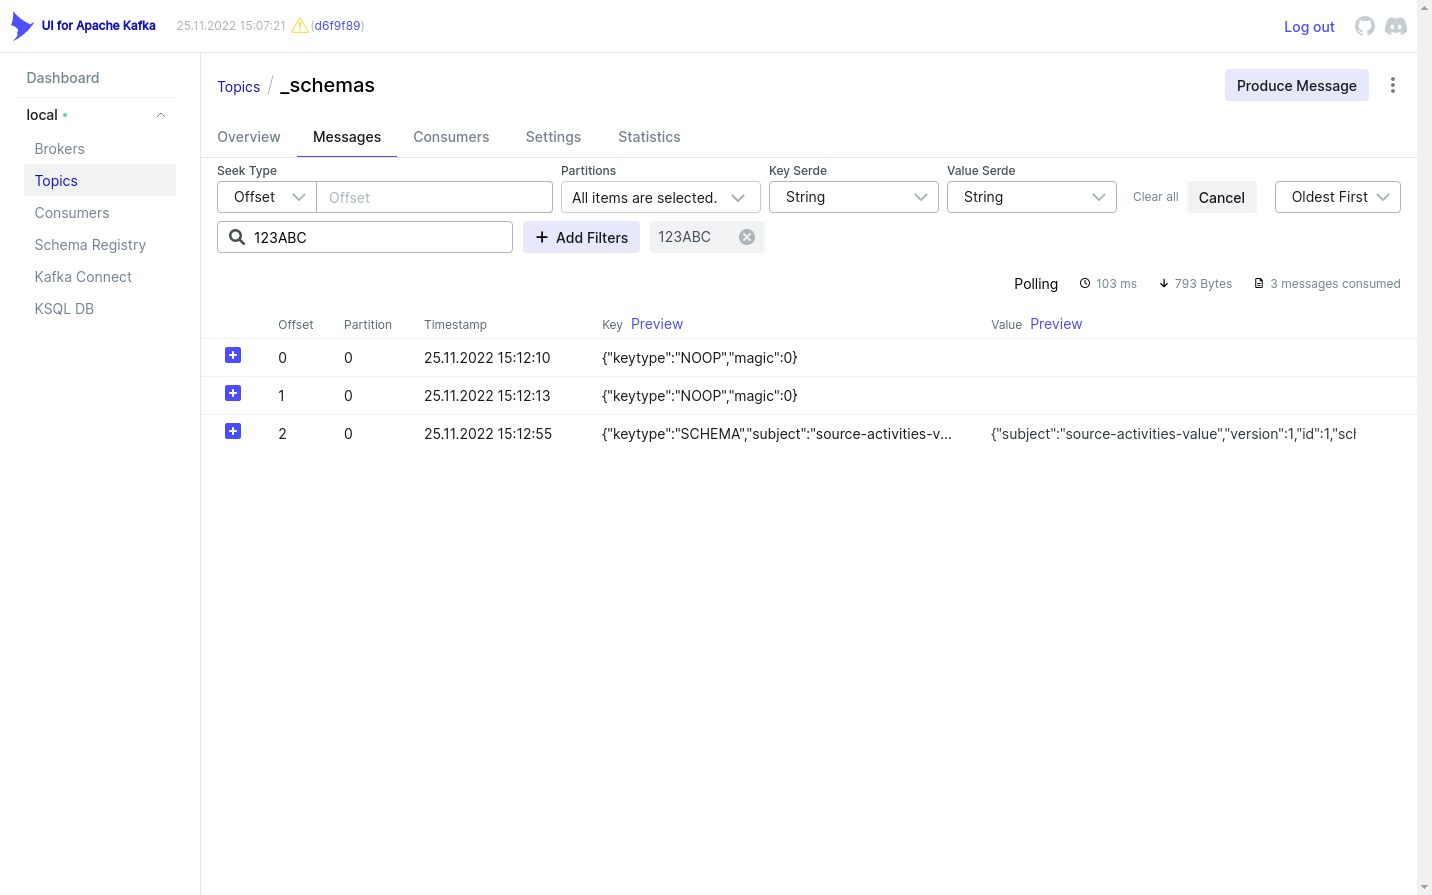 UI for Apache Kafka 25.11.2022 15:07:21 (d6f9f89) Log out
Dashboard
local
Brokers
Topics
Consumers
Schema Registry
Kafka Connect
KSQL DB
Topics / _schemas Produce Message
Overview Messages Consumers Settings Statistics
Seek Type Partitions Key Serde Value Serde
Offset Offset All items are selected. String String Clear all Cancel Oldest First
123ABC Add Filters 123ABC
Polling 103 ms 793 Bytes 3 messages consumed
Offset Partition Timestamp Key Preview Value Preview
0 0 25.11.2022 15:12:10 {"keytype":"NOOP","magic":0}
1 0 25.11.2022 15:12:13 {"keytype":"NOOP","magic":0}
2 0 25.11.2022 15:12:55 {"keytype":"SCHEMA","subject":"source-activities-v... {"subject":"source-activities-value","version":1,"id":1,"sch